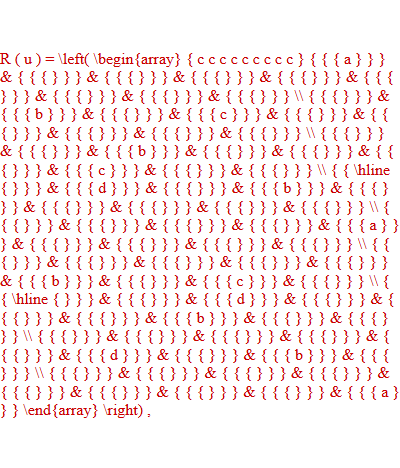 R ( u ) = \left( \begin{array} { c c c c c c c c c } { { { a } } }
& { { { } } } & { { { } } } & { { { } } } & { { { } } } & { { {
} } } & { { { } } } & { { { } } } & { { { } } } \\ { { { } } } &
{ { { b } } } & { { { } } } & { { { c } } } & { { { } } } & { {
{ } } } & { { { } } } & { { { } } } & { { { } } } \\ { { { } } }
& { { { } } } & { { { b } } } & { { { } } } & { { { } } } & { {
{ } } } & { { { c } } } & { { { } } } & { { { } } } \\ { { \hline
{ } } } & { { { d } } } & { { { } } } & { { { b } } } & { { { }
} } & { { { } } } & { { { } } } & { { { } } } & { { { } } } \\ {
{ { } } } & { { { } } } & { { { } } } & { { { } } } & { { { a } }
} & { { { } } } & { { { } } } & { { { } } } & { { { } } } \\ { {
{ } } } & { { { } } } & { { { } } } & { { { } } } & { { { } } }
& { { { b } } } & { { { } } } & { { { c } } } & { { { } } } \\ {
{ \hline { } } } & { { { } } } & { { { d } } } & { { { } } } & {
{ { } } } & { { { } } } & { { { b } } } & { { { } } } & { { { }
} } \\ { { { } } } & { { { } } } & { { { } } } & { { { } } } & {
{ { } } } & { { { d } } } & { { { } } } & { { { b } } } & { { {
} } } \\ { { { } } } & { { { } } } & { { { } } } & { { { } } } &
{ { { } } } & { { { } } } & { { { } } } & { { { } } } & { { { a }
} } \end{array} \right) ,